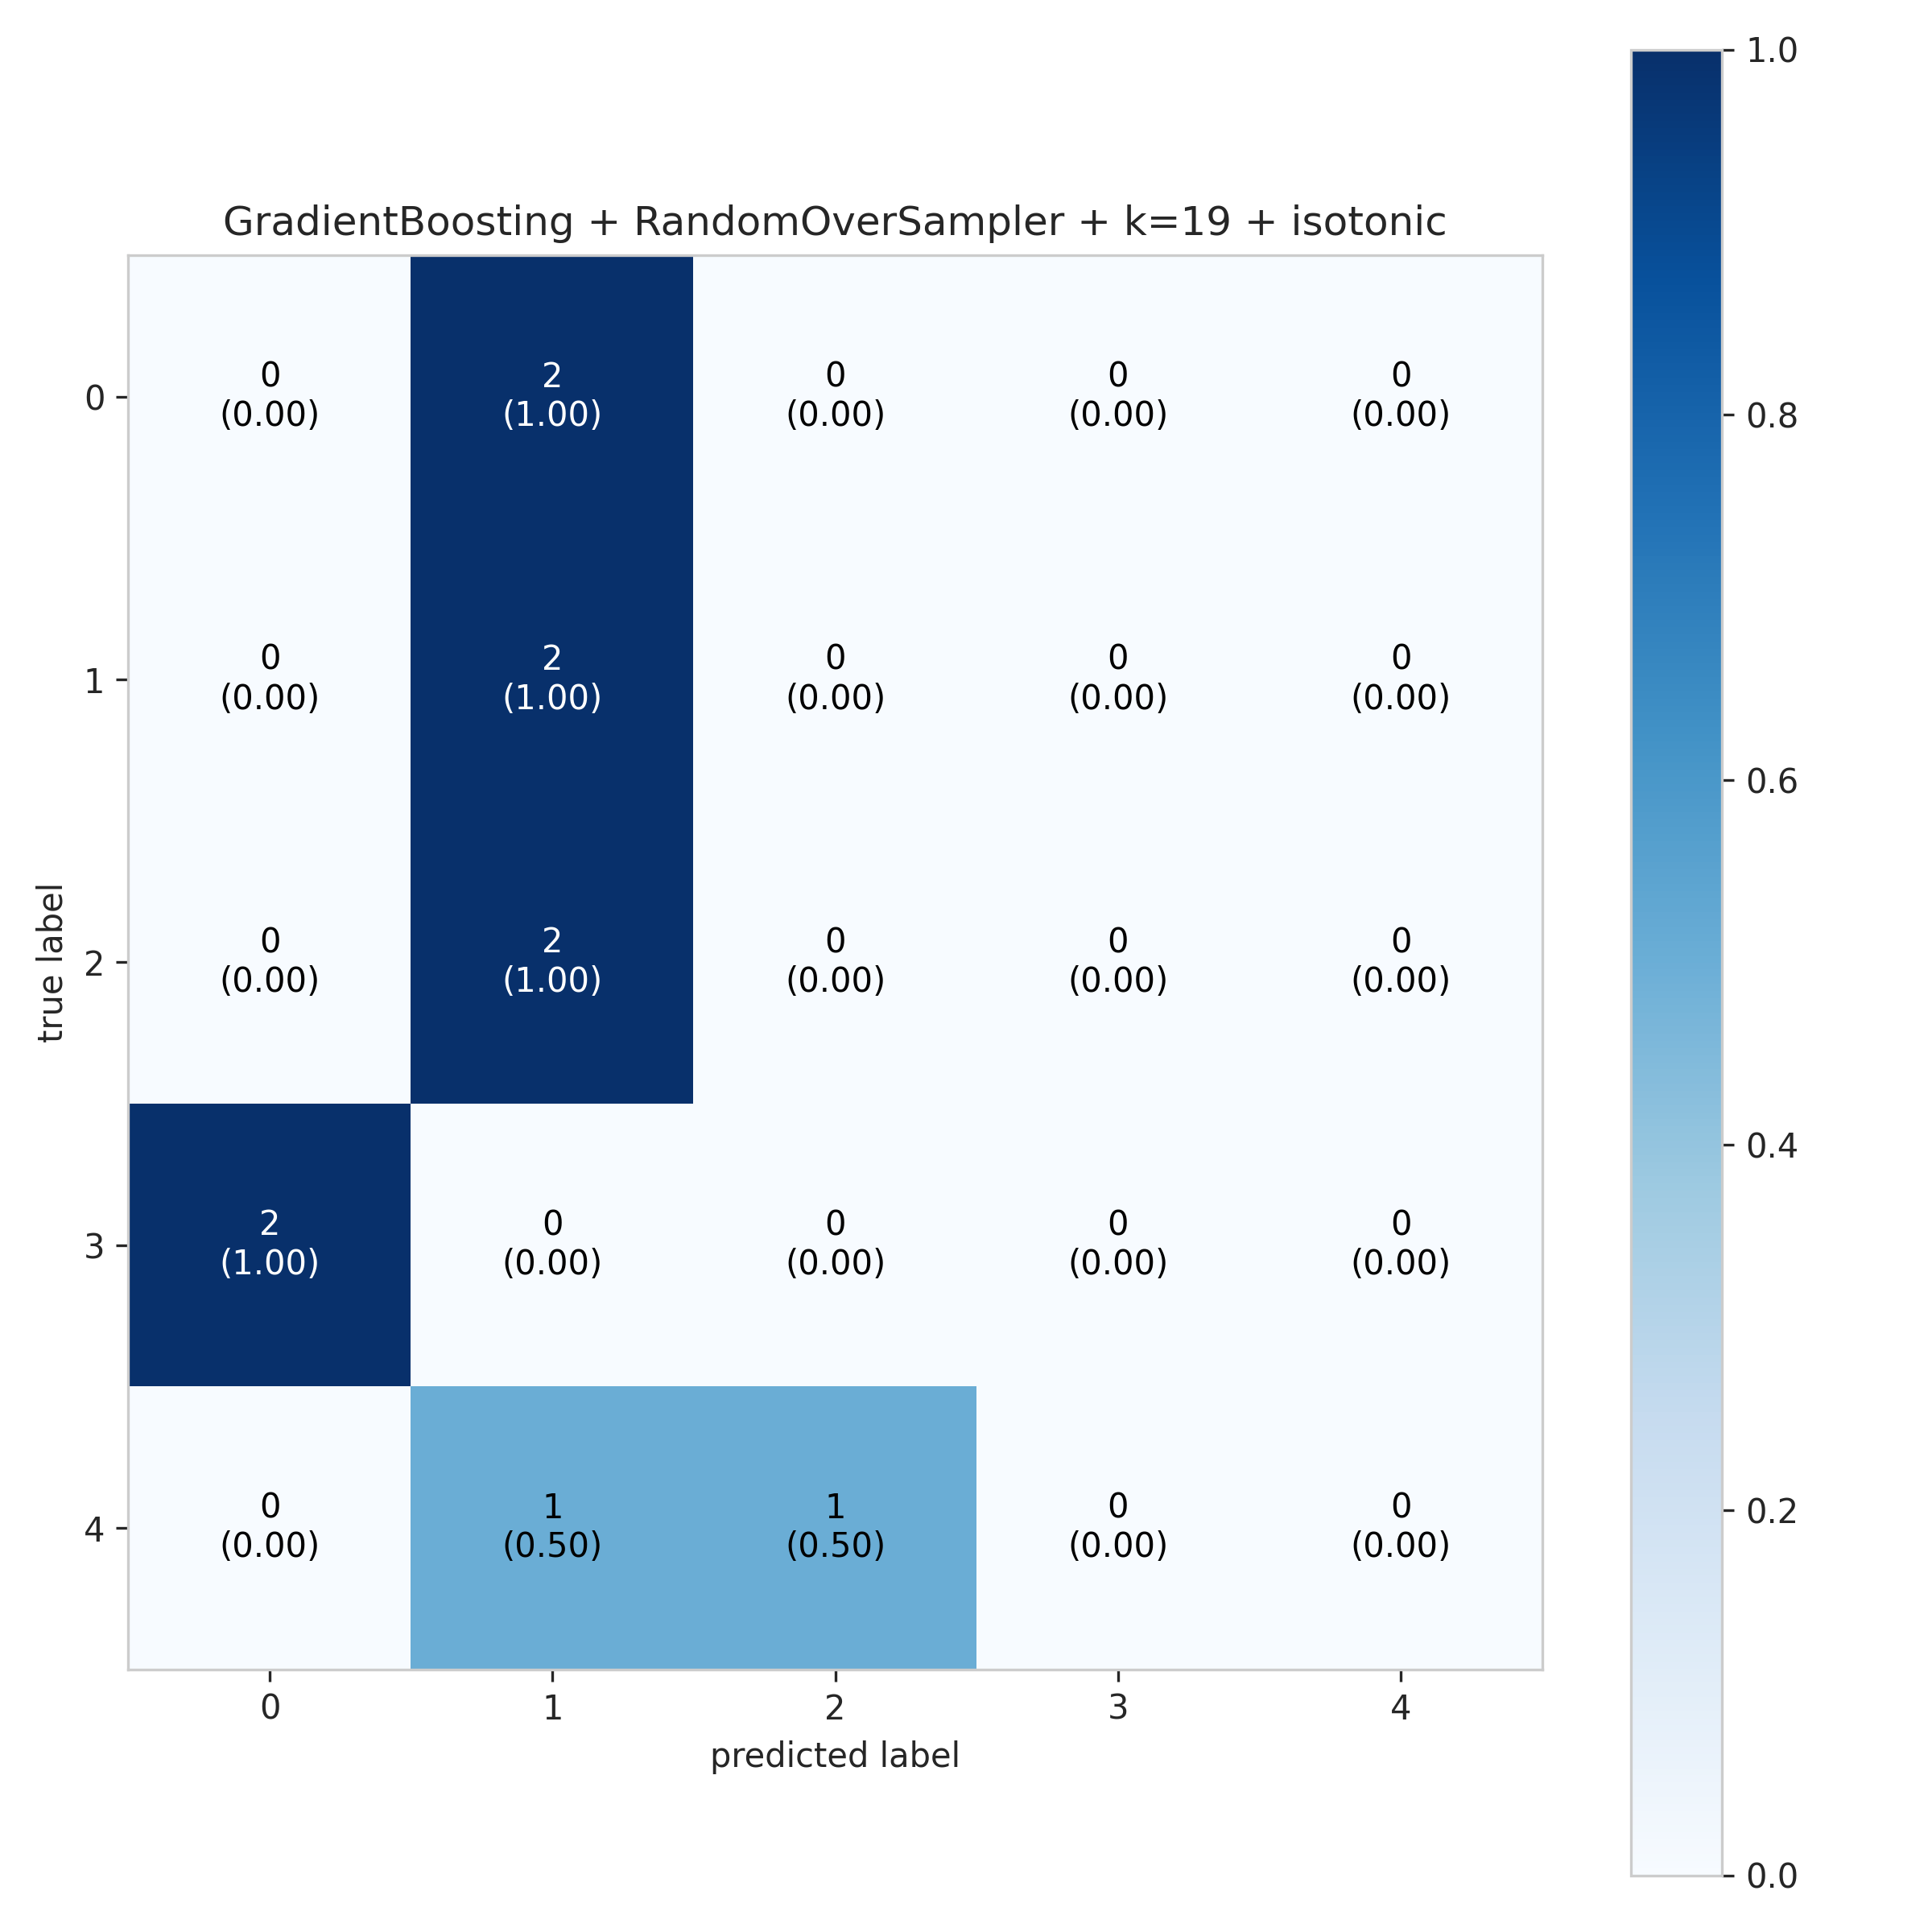 GradientBoosting + RandomOverSampler + k=19 + isotonic
1.0
0.8
0.6
0.4
0.2
0.0
true label
0
0 2 0 0 0
(0.00) (1.00) (0.00) (0.00) (0.00)
1
0 2 0 0 0
(0.00) (1.00) (0.00) (0.00) (0.00)
2
0 2 0 0 0
(0.00) (1.00) (0.00) (0.00) (0.00)
3
2 0 0 0 0
(1.00) (0.00) (0.00) (0.00) (0.00)
4
0 1 1 0 0
(0.00) (0.50) (0.50) (0.00) (0.00)
0 1 2 3 4
predicted label